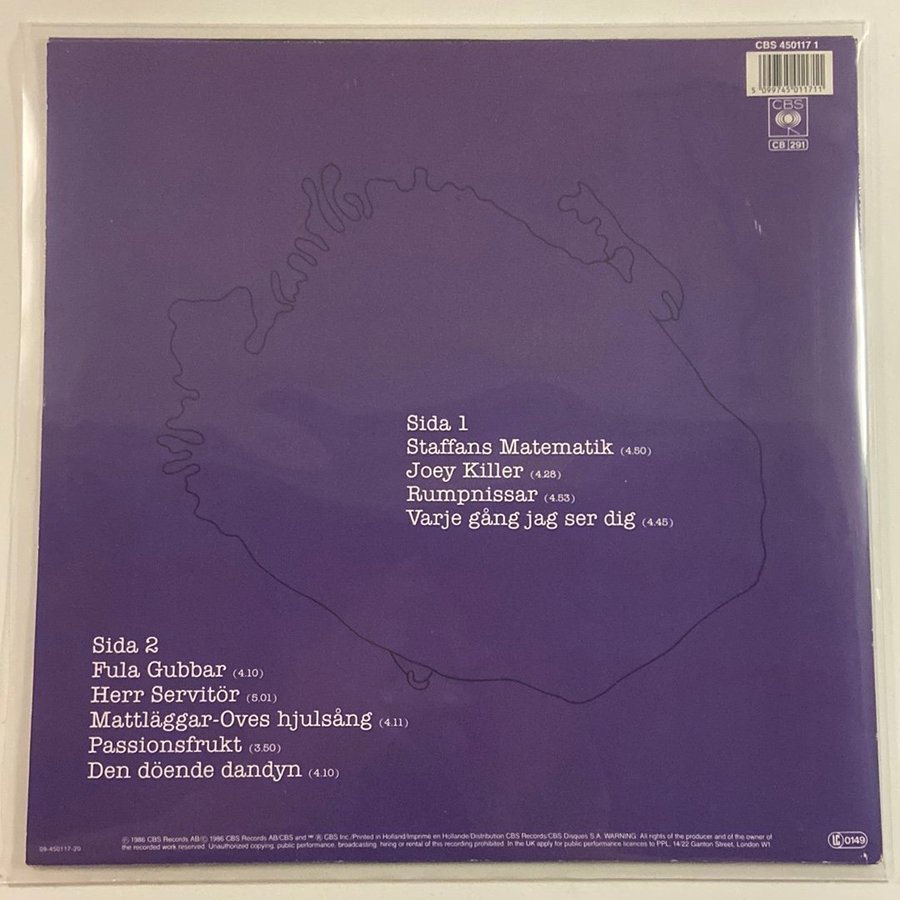 CBS 450117 1
5 099745 011711
CBS
CB 291
Sida 1
Staffans Matematik (4.50)
Joey Killer (4.28)
Rumpnissar (4.53)
Varje gång jag ser dig (4.45)
Sida 2
Fula Gubbar (4.10)
Herr Servitör (5.01)
Mattläggar-Oves hjulsång (4.11)
Passionsfrukt (3.50)
Den döende dandyn (4.10)
℗ 1986 CBS Records AB/© 1986 CBS Records AB/CBS and ™ ® CBS Inc./Printed in Holland/Imprimé en Hollande/Distribution CBS Records/CBS Disques S.A. WARNING: All rights of the producer and of the owner of
the recorded work reserved. Unauthorized copying, public performance, broadcasting, hiring or rental of this recording prohibited. In the UK apply for public performance licences to PPL, 14/22 Ganton Street, London W1
09-450117-20
LC 0149